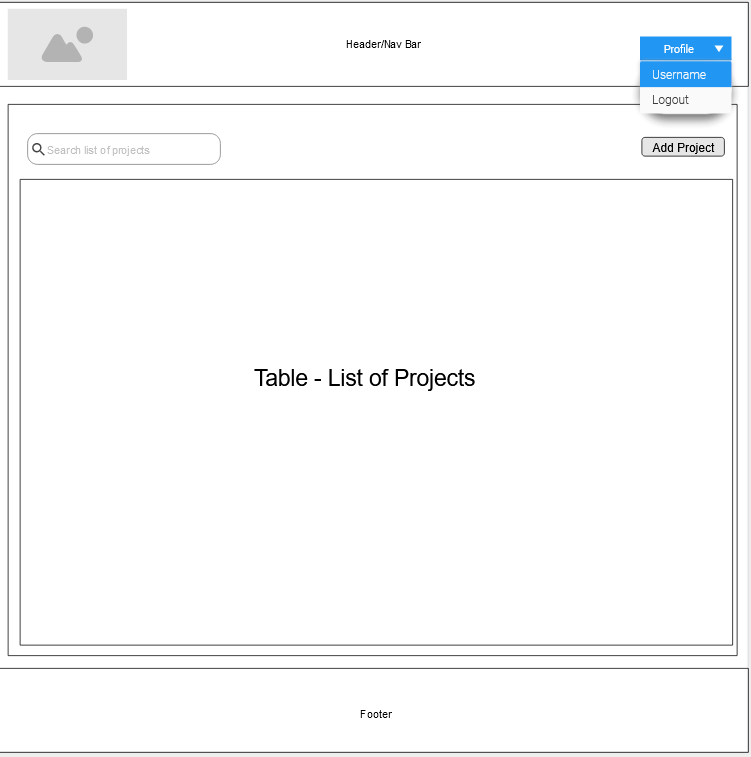 Header/Nav Bar
Profile
Username
Logout
Search list of projects
Add Project
Table - List of Projects
Footer